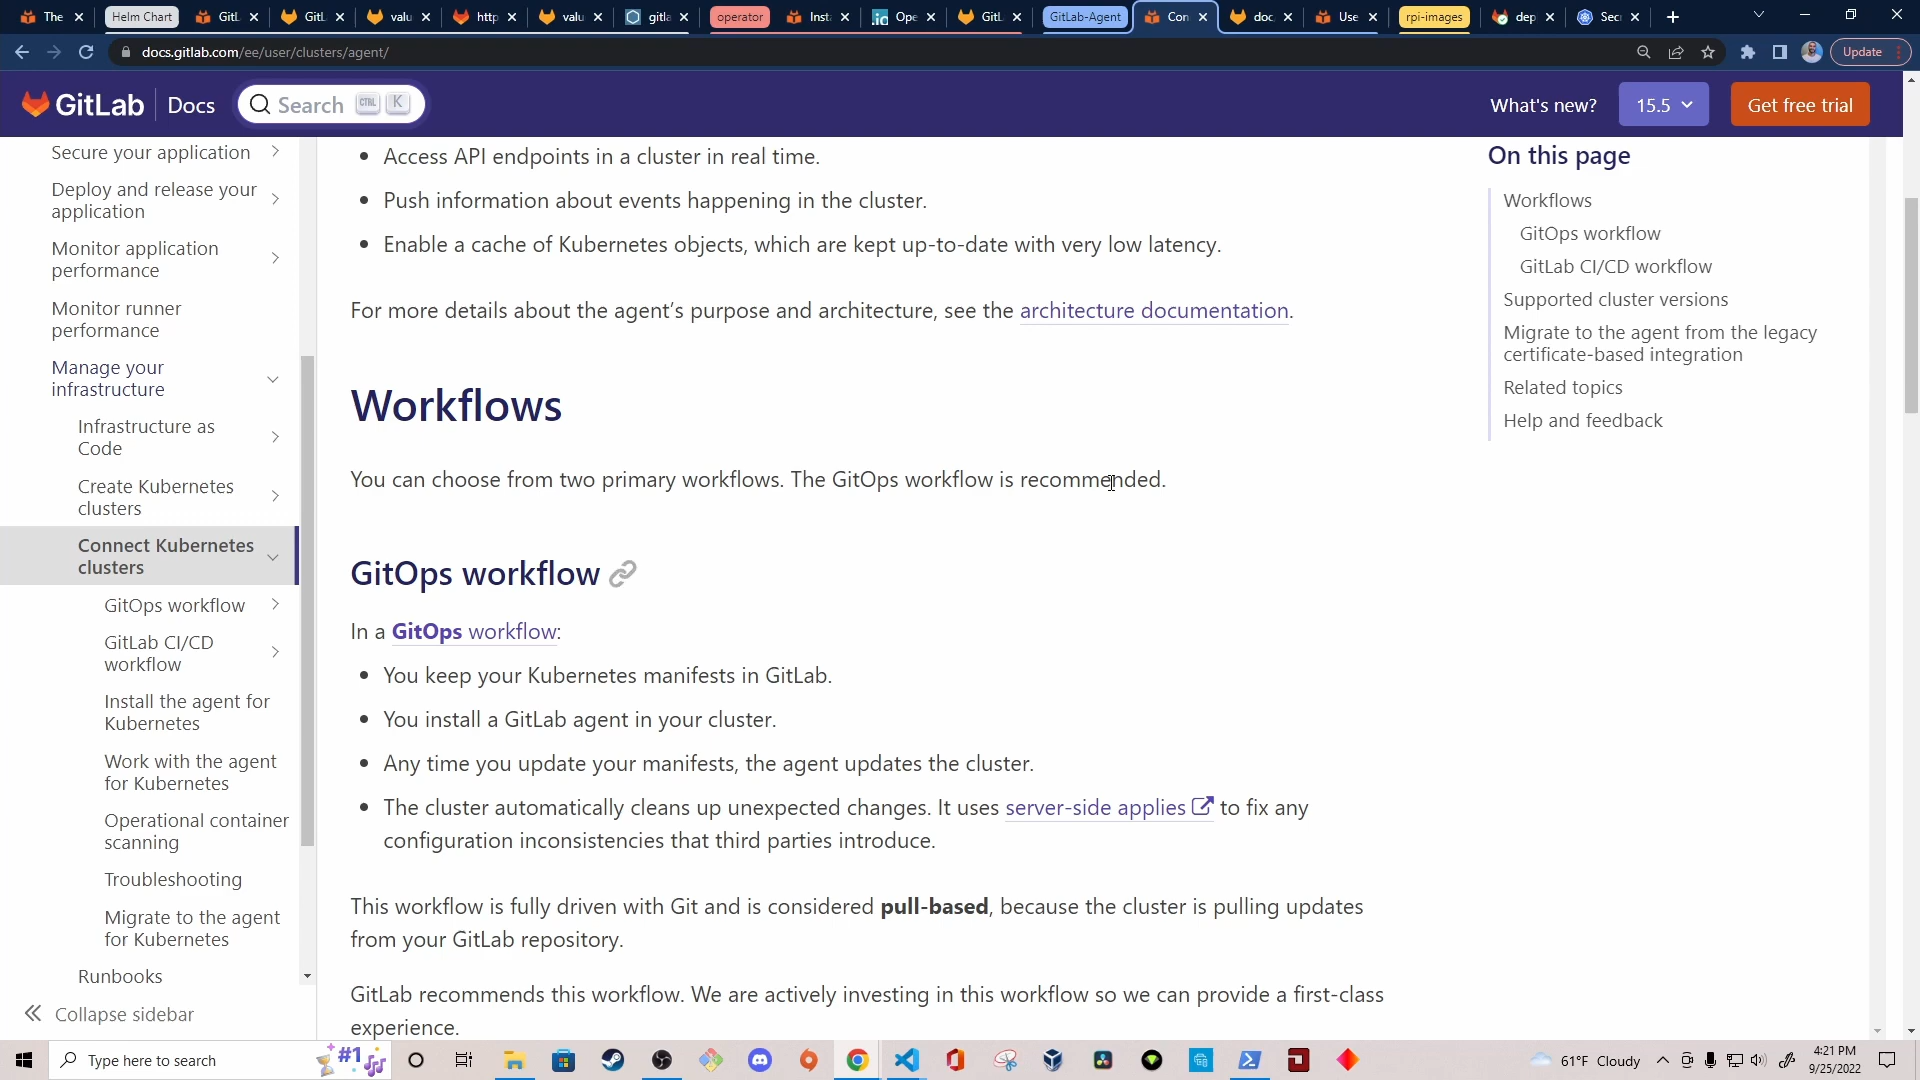 The
Helm Chart
GitL
GitL
valu
http
valu
gitla
operator
Inst
Ope
GitL
GitLab-Agent
Con
doc
Use
rpi-images
dep
Sec
docs.gitlab.com/ee/user/clusters/agent/
Update
GitLab
Docs
Search
CTRL
K
What's new?
15.5
Get free trial
Secure your application
Deploy and release your
application
Monitor application
performance
Monitor runner
performance
Manage your
infrastructure
Infrastructure as
Code
Create Kubernetes
clusters
Connect Kubernetes
clusters
GitOps workflow
GitLab CI/CD
workflow
Install the agent for
Kubernetes
Work with the agent
for Kubernetes
Operational container
scanning
Troubleshooting
Migrate to the agent
for Kubernetes
Runbooks
Collapse sidebar
Access API endpoints in a cluster in real time.
Push information about events happening in the cluster.
Enable a cache of Kubernetes objects, which are kept up-to-date with very low latency.
For more details about the agent's purpose and architecture, see the architecture documentation.
Workflows
You can choose from two primary workflows. The GitOps workflow is recommended.
GitOps workflow
In a GitOps workflow:
You keep your Kubernetes manifests in GitLab.
You install a GitLab agent in your cluster.
Any time you update your manifests, the agent updates the cluster.
The cluster automatically cleans up unexpected changes. It uses server-side applies to fix any
configuration inconsistencies that third parties introduce.
This workflow is fully driven with Git and is considered pull-based, because the cluster is pulling updates
from your GitLab repository.
GitLab recommends this workflow. We are actively investing in this workflow so we can provide a first-class
experience.
On this page
Workflows
GitOps workflow
GitLab CI/CD workflow
Supported cluster versions
Migrate to the agent from the legacy
certificate-based integration
Related topics
Help and feedback
Type here to search
#1
61°F Cloudy
4:21 PM
9/25/2022